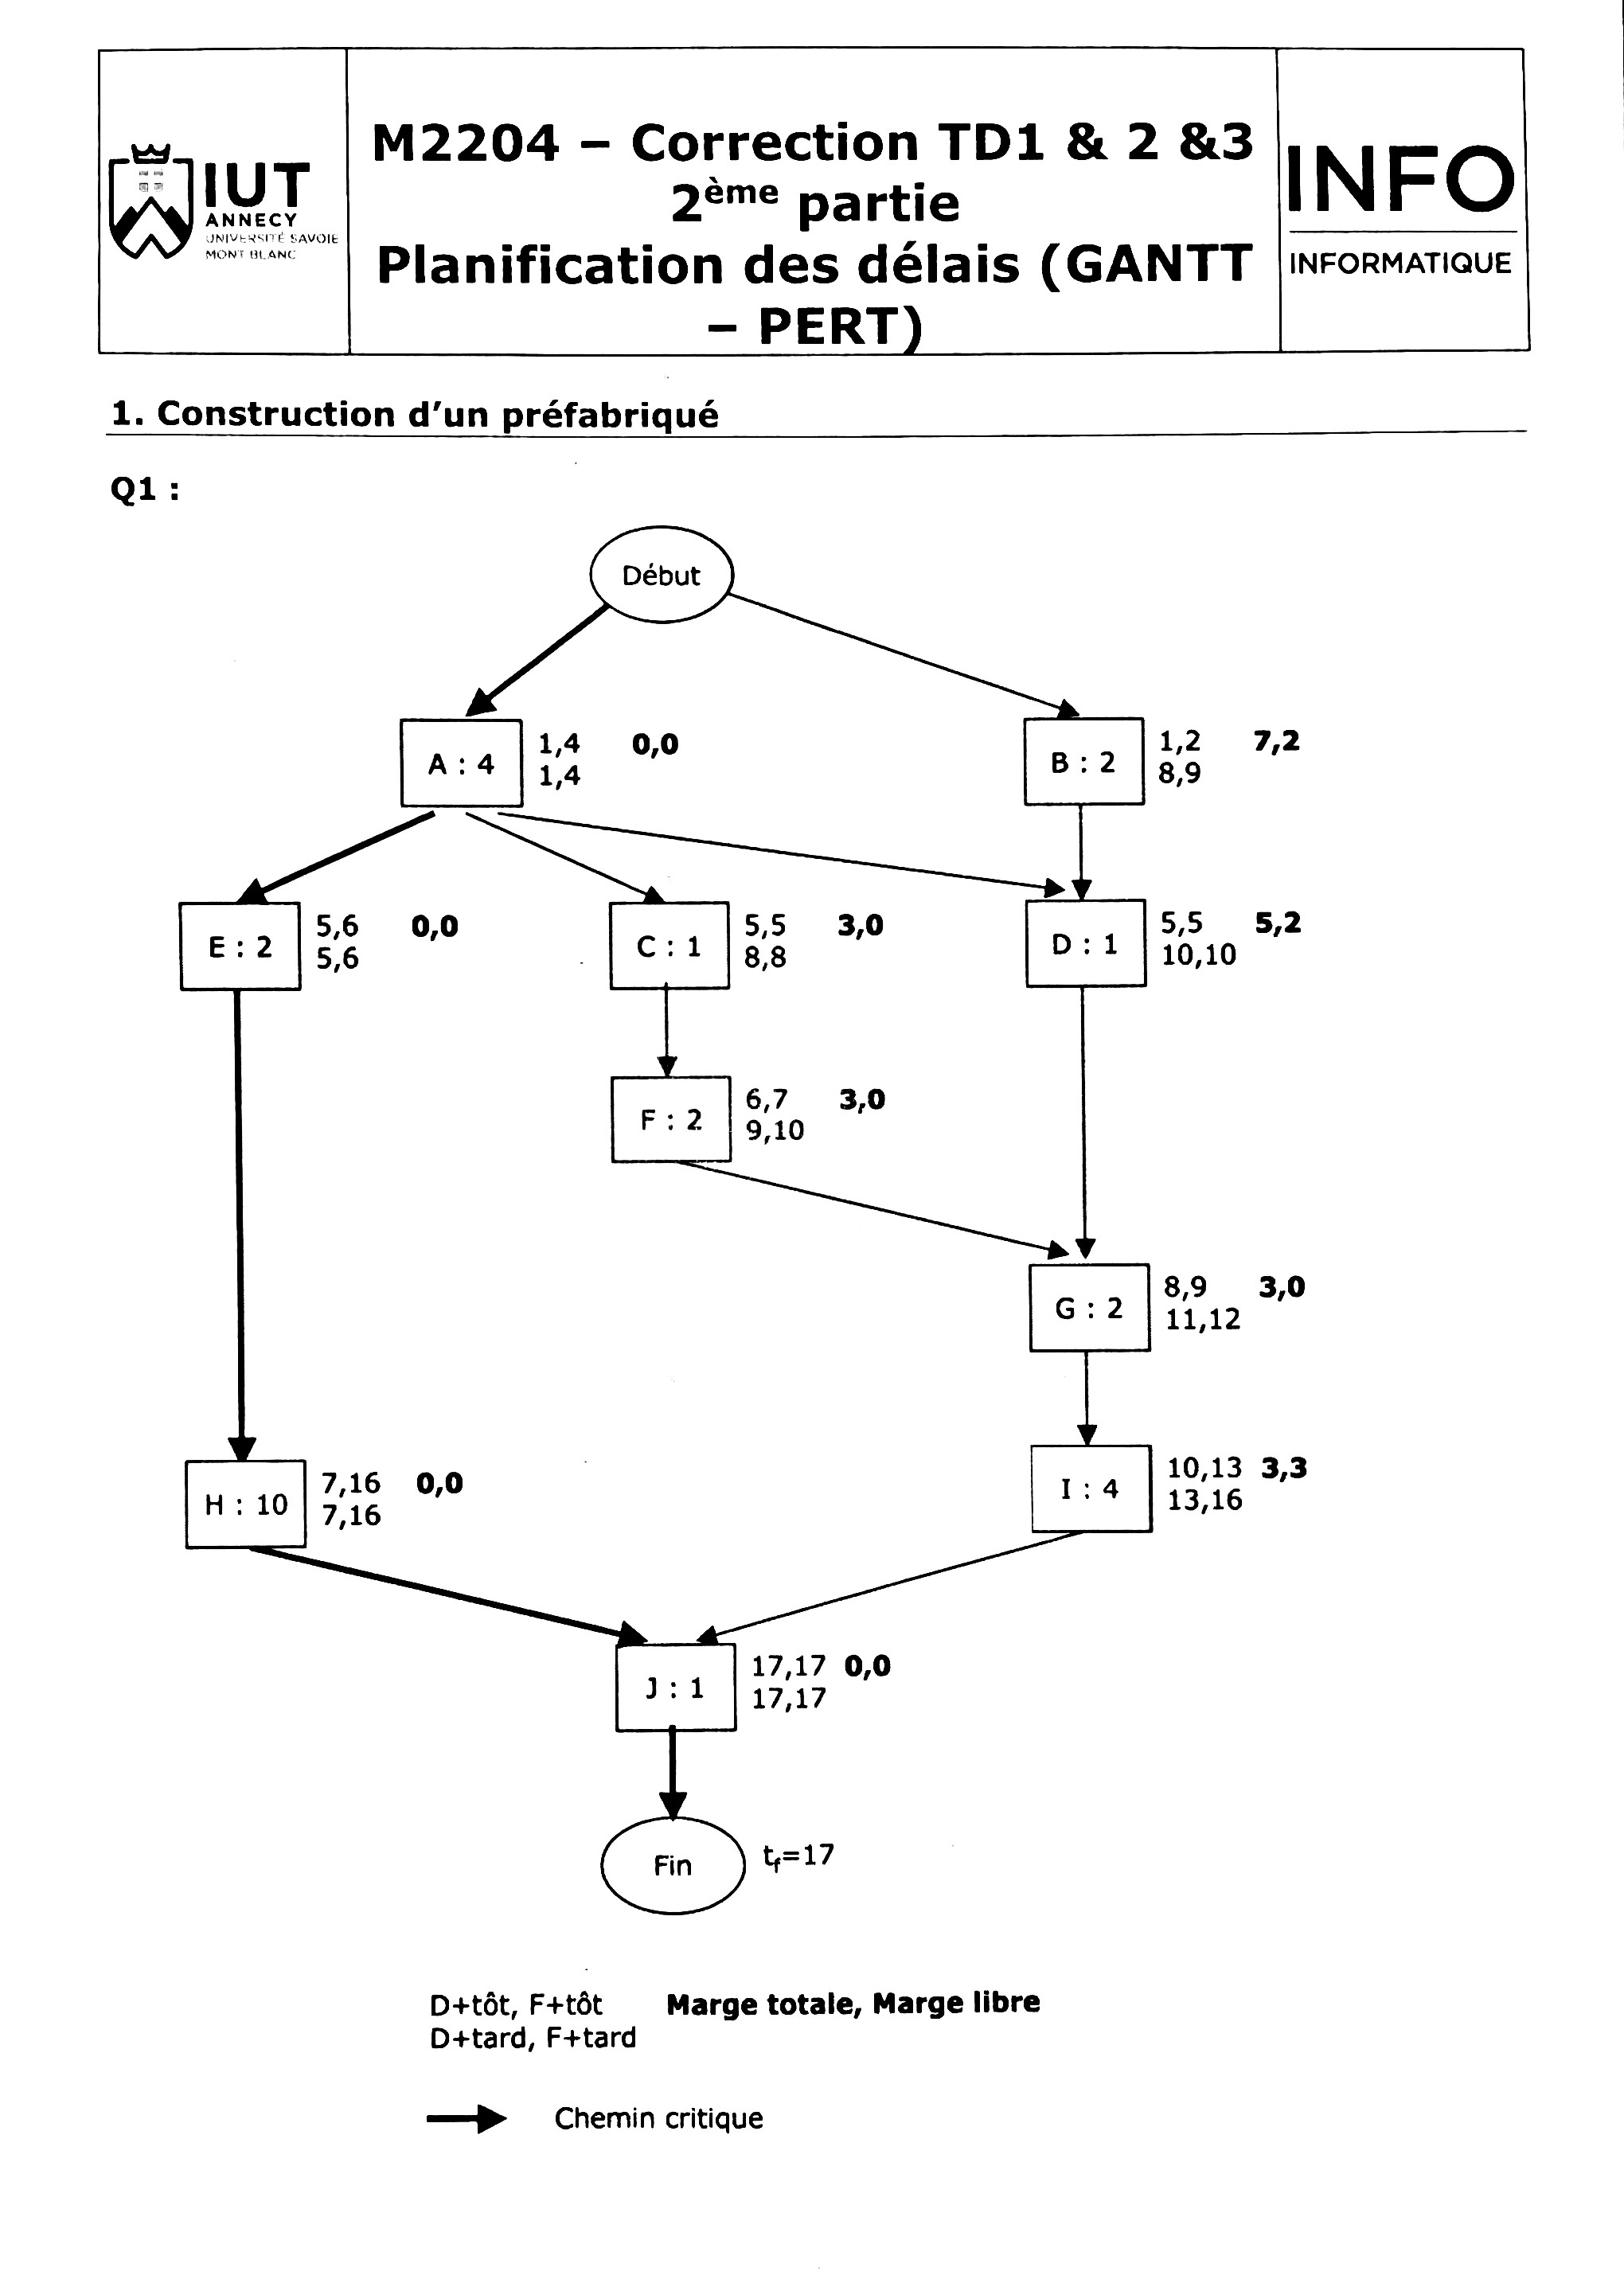 IUT
ANNECY
UNIVERSITÉ SAVOIE
MONT BLANC
M2204 – Correction TD1 & 2 &3
2ème partie
Planification des délais (GANTT
– PERT)
INFO
INFORMATIQUE
1. Construction d'un préfabriqué
Q1 :
Début
A : 4
1,4 0,0
1,4
B : 2
1,2 7,2
8,9
E : 2
5,6 0,0
5,6
C : 1
5,5 3,0
8,8
D : 1
5,5 5,2
10,10
F : 2
6,7 3,0
9,10
G : 2
8,9 3,0
11,12
H : 10
7,16 0,0
7,16
I : 4
10,13 3,3
13,16
J : 1
17,17 0,0
17,17
Fin
tf=17
D+tôt, F+tôt Marge totale, Marge libre
D+tard, F+tard
Chemin critique